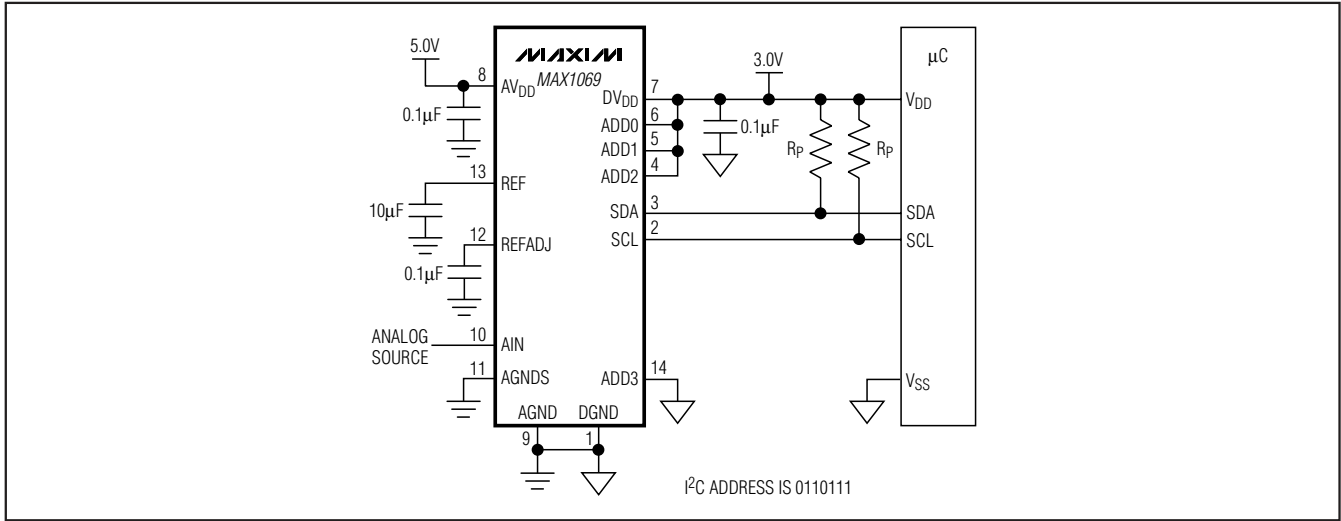 5.0V
MAXIM
MAX1069
3.0V
µC
8
AVDD
7
DVDD
VDD
0.1µF
6
ADD0
0.1µF
5
ADD1
RP
RP
4
ADD2
13
REF
10µF
3
SDA
SDA
2
SCL
SCL
12
REFADJ
0.1µF
ANALOG
SOURCE
10
AIN
11
AGNDS
14
ADD3
VSS
AGND
DGND
9
1
I²C ADDRESS IS 0110111